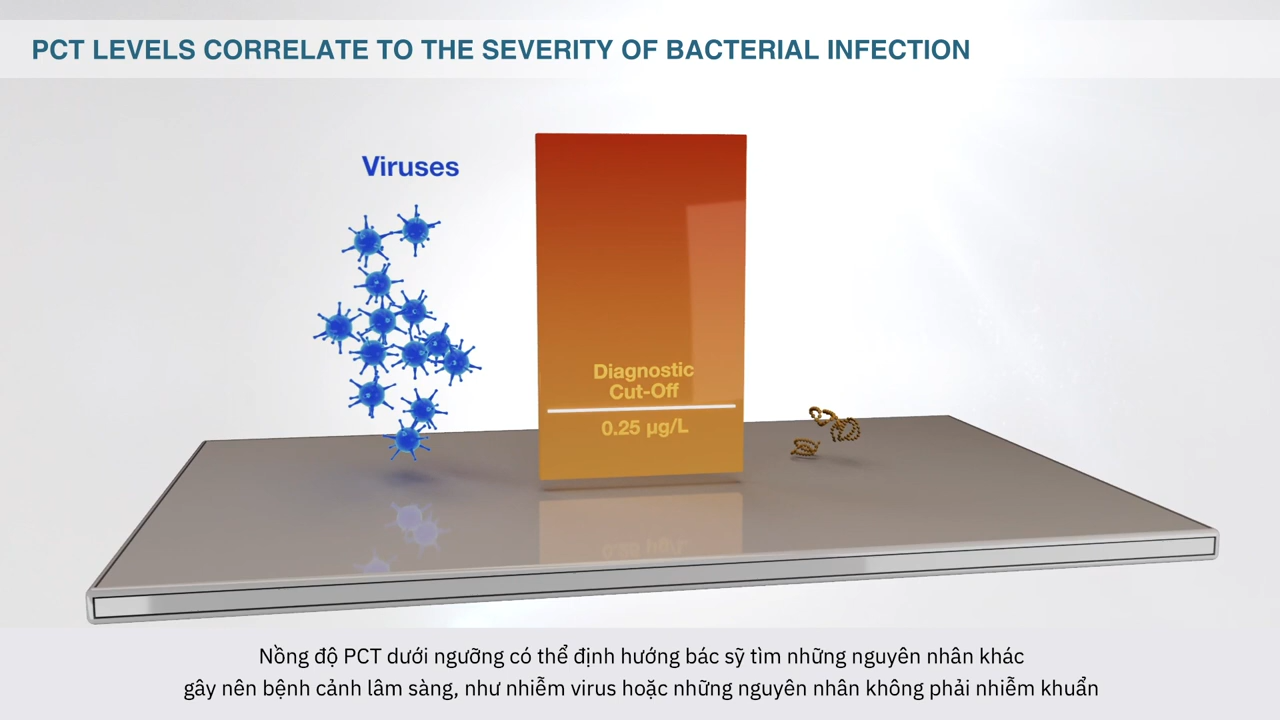 PCT LEVELS CORRELATE TO THE SEVERITY OF BACTERIAL INFECTION
Viruses
Diagnostic
Cut-Off
0.25 µg/L
Nồng độ PCT dưới ngưỡng có thể định hướng bác sỹ tìm những nguyên nhân khác
gây nên bệnh cảnh lâm sàng, như nhiễm virus hoặc những nguyên nhân không phải nhiễm khuẩn